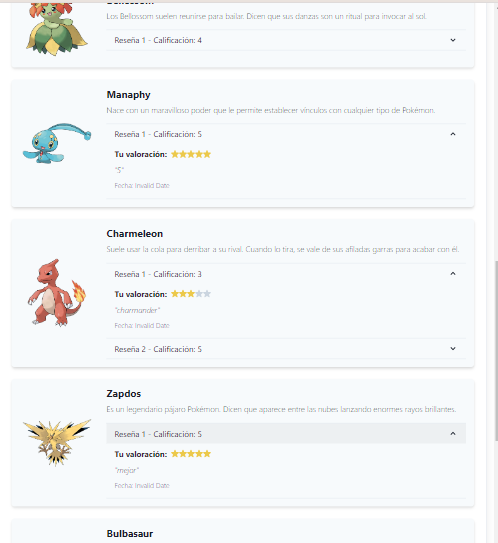 Bellossom
Los Bellossom suelen reunirse para bailar. Dicen que sus danzas son un ritual para invocar al sol.
Reseña 1 - Calificación: 4
Manaphy
Nace con un maravilloso poder que le permite establecer vínculos con cualquier tipo de Pokémon.
Reseña 1 - Calificación: 5
Tu valoración:
"5"
Fecha: Invalid Date
Charmeleon
Suele usar la cola para derribar a su rival. Cuando lo tira, se vale de sus afiladas garras para acabar con él.
Reseña 1 - Calificación: 3
Tu valoración:
"charmander"
Fecha: Invalid Date
Reseña 2 - Calificación: 5
Zapdos
Es un legendario pájaro Pokémon. Dicen que aparece entre las nubes lanzando enormes rayos brillantes.
Reseña 1 - Calificación: 5
Tu valoración:
"mejor"
Fecha: Invalid Date
Bulbasaur